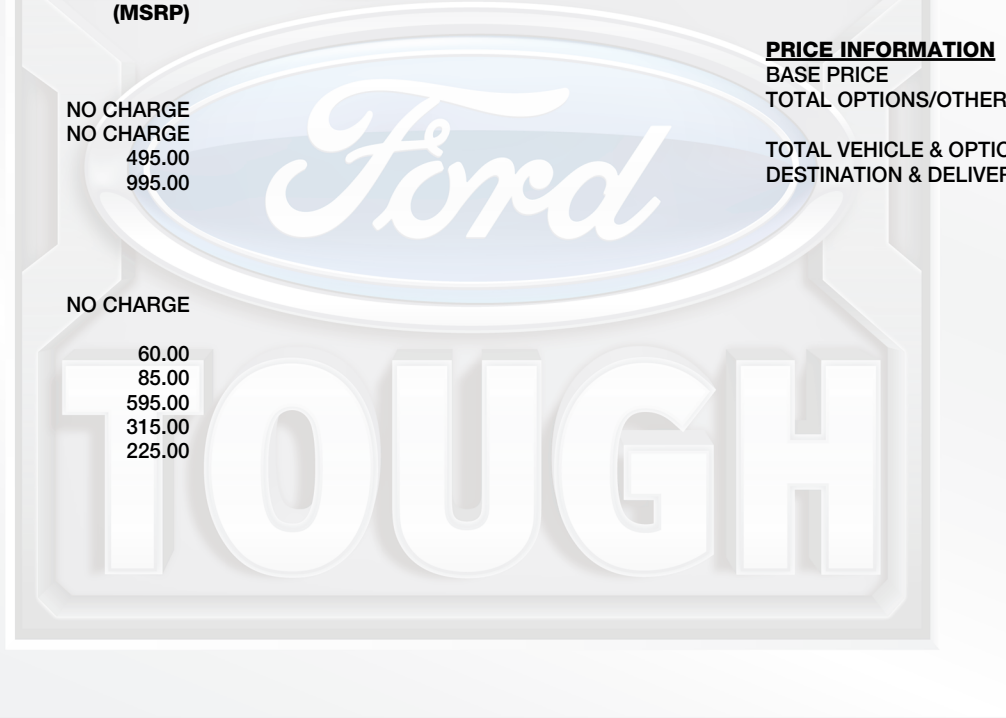 (MSRP)
NO CHARGE
NO CHARGE
495.00
995.00
NO CHARGE
60.00
85.00
595.00
315.00
225.00
PRICE INFORMATION
BASE PRICE
TOTAL OPTIONS/OTHER
TOTAL VEHICLE & OPTIO
DESTINATION & DELIVER
Ford
TOUGH